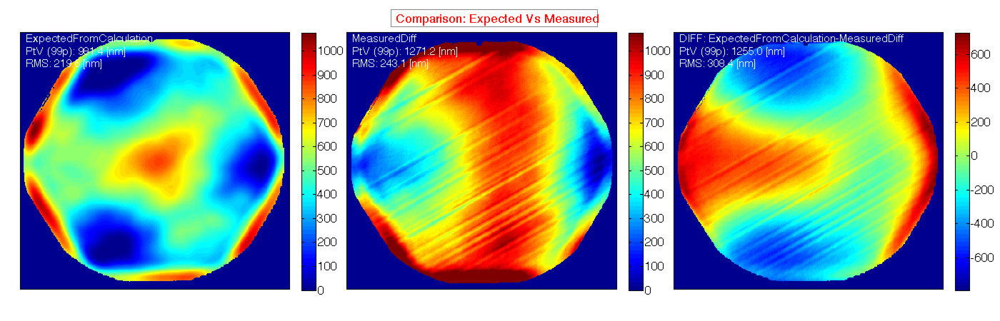 Comparison: Expected Vs Measured
ExpectedFromCalculation
PtV (99p): 981.4 [nm]
RMS: 219.6 [nm]
1000
900
800
700
600
500
400
300
200
100
0
MeasuredDiff
PtV (99p): 1271.2 [nm]
RMS: 243.1 [nm]
1000
900
800
700
600
500
400
300
200
100
0
DIFF: ExpectedFromCalculation-MeasuredDiff
PtV (99p): 1255.0 [nm]
RMS: 308.4 [nm]
600
400
200
0
-200
-400
-600